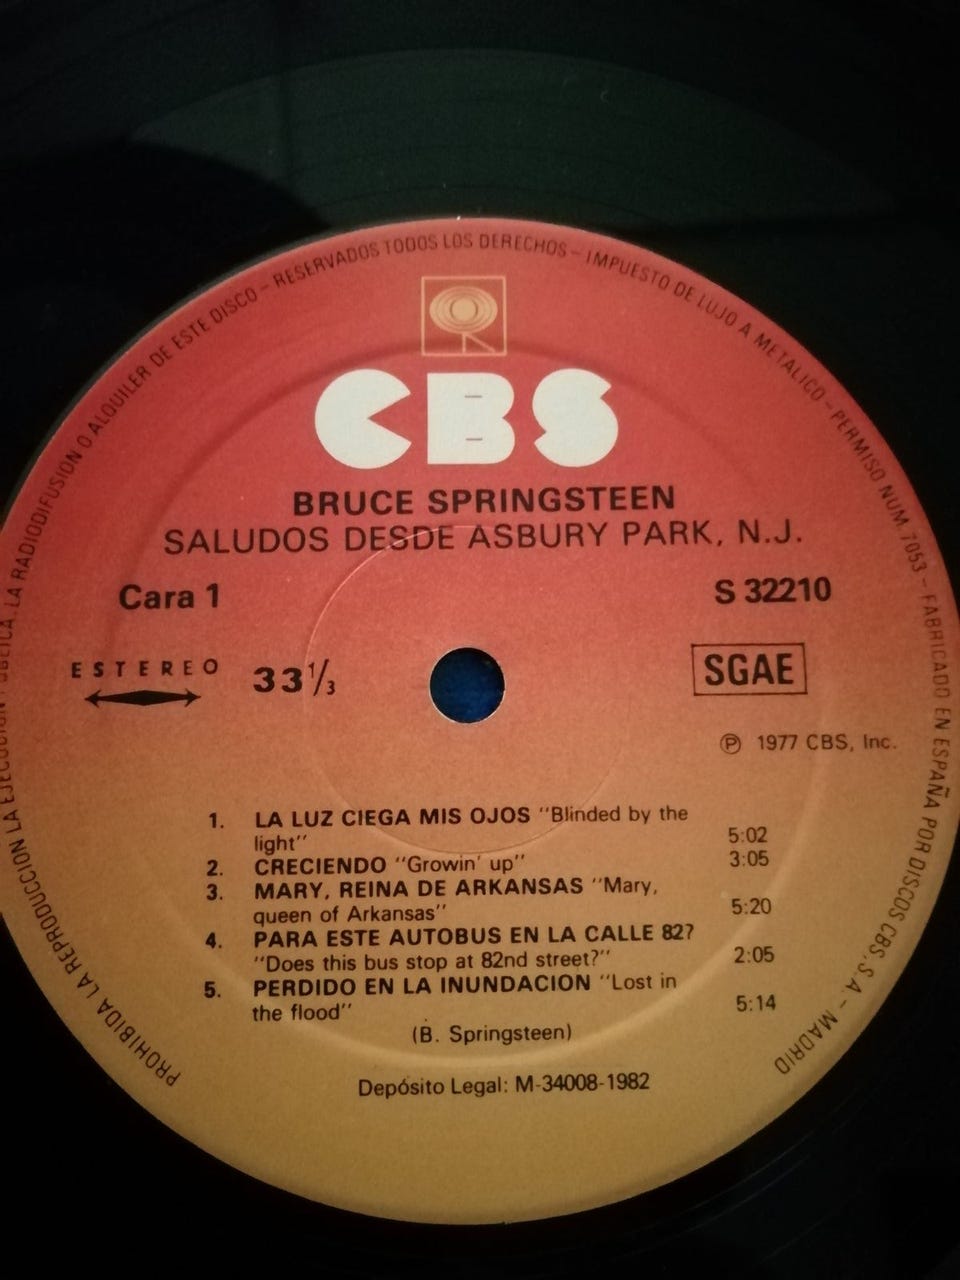 PROHIBIDA LA REPRODUCCION LA EJECUCION PUBLICA. LA RADIODIFUSION O ALQUILER DE ESTE DISCO – RESERVADOS TODOS LOS DERECHOS – IMPUESTO DE LUJO A METALICO – PERMISO NUM. 7053 – FABRICADO EN ESPAÑA POR DISCOS CBS, S.A. – MADRID
CBS
BRUCE SPRINGSTEEN
SALUDOS DESDE ASBURY PARK, N.J.
Cara 1
S 32210
ESTEREO
33 1/3
SGAE
℗ 1977 CBS, Inc.
1. LA LUZ CIEGA MIS OJOS "Blinded by the
light" 5:02
2. CRECIENDO "Growin' up" 3:05
3. MARY, REINA DE ARKANSAS "Mary,
queen of Arkansas" 5:20
4. PARA ESTE AUTOBUS EN LA CALLE 82?
"Does this bus stop at 82nd street?" 2:05
5. PERDIDO EN LA INUNDACION "Lost in
the flood" 5:14
(B. Springsteen)
Depósito Legal: M-34008-1982